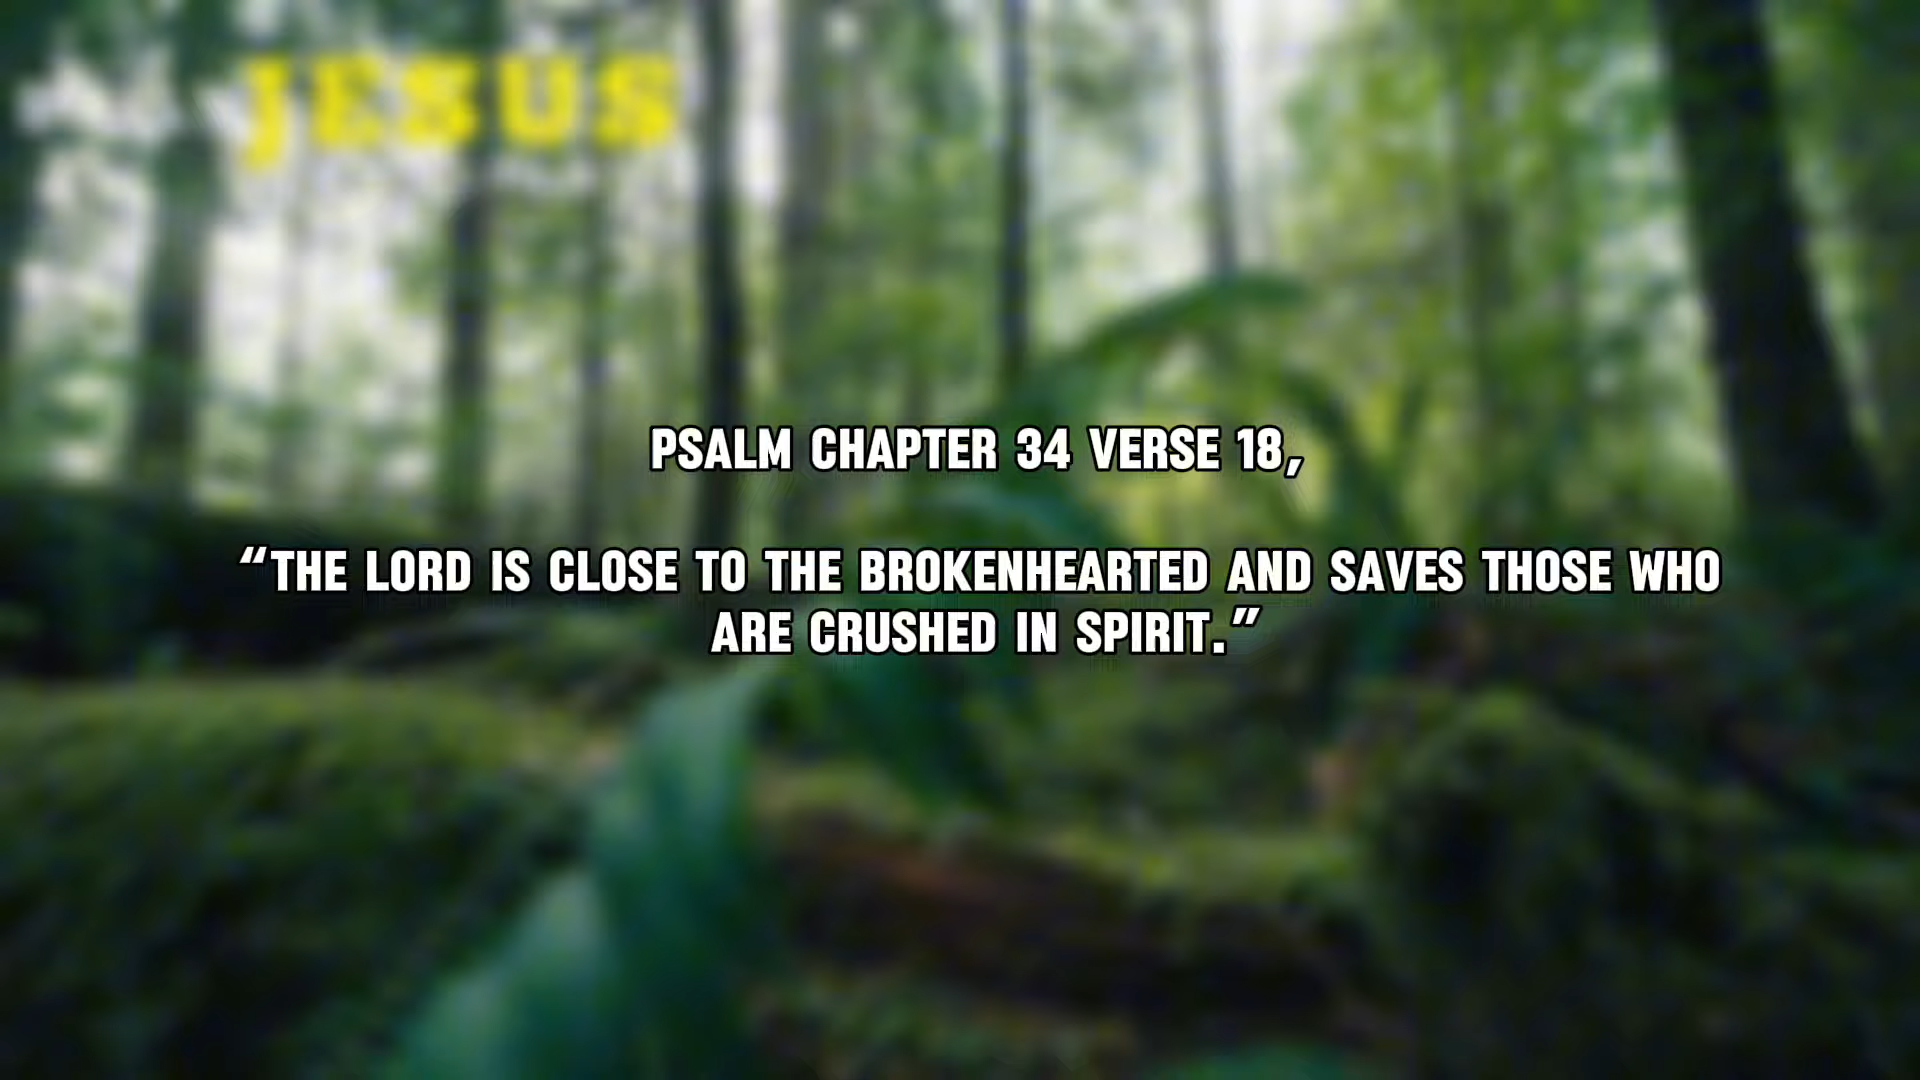 JESUS
PSALM CHAPTER 34 VERSE 18,
“THE LORD IS CLOSE TO THE BROKENHEARTED AND SAVES THOSE WHO
ARE CRUSHED IN SPIRIT.”